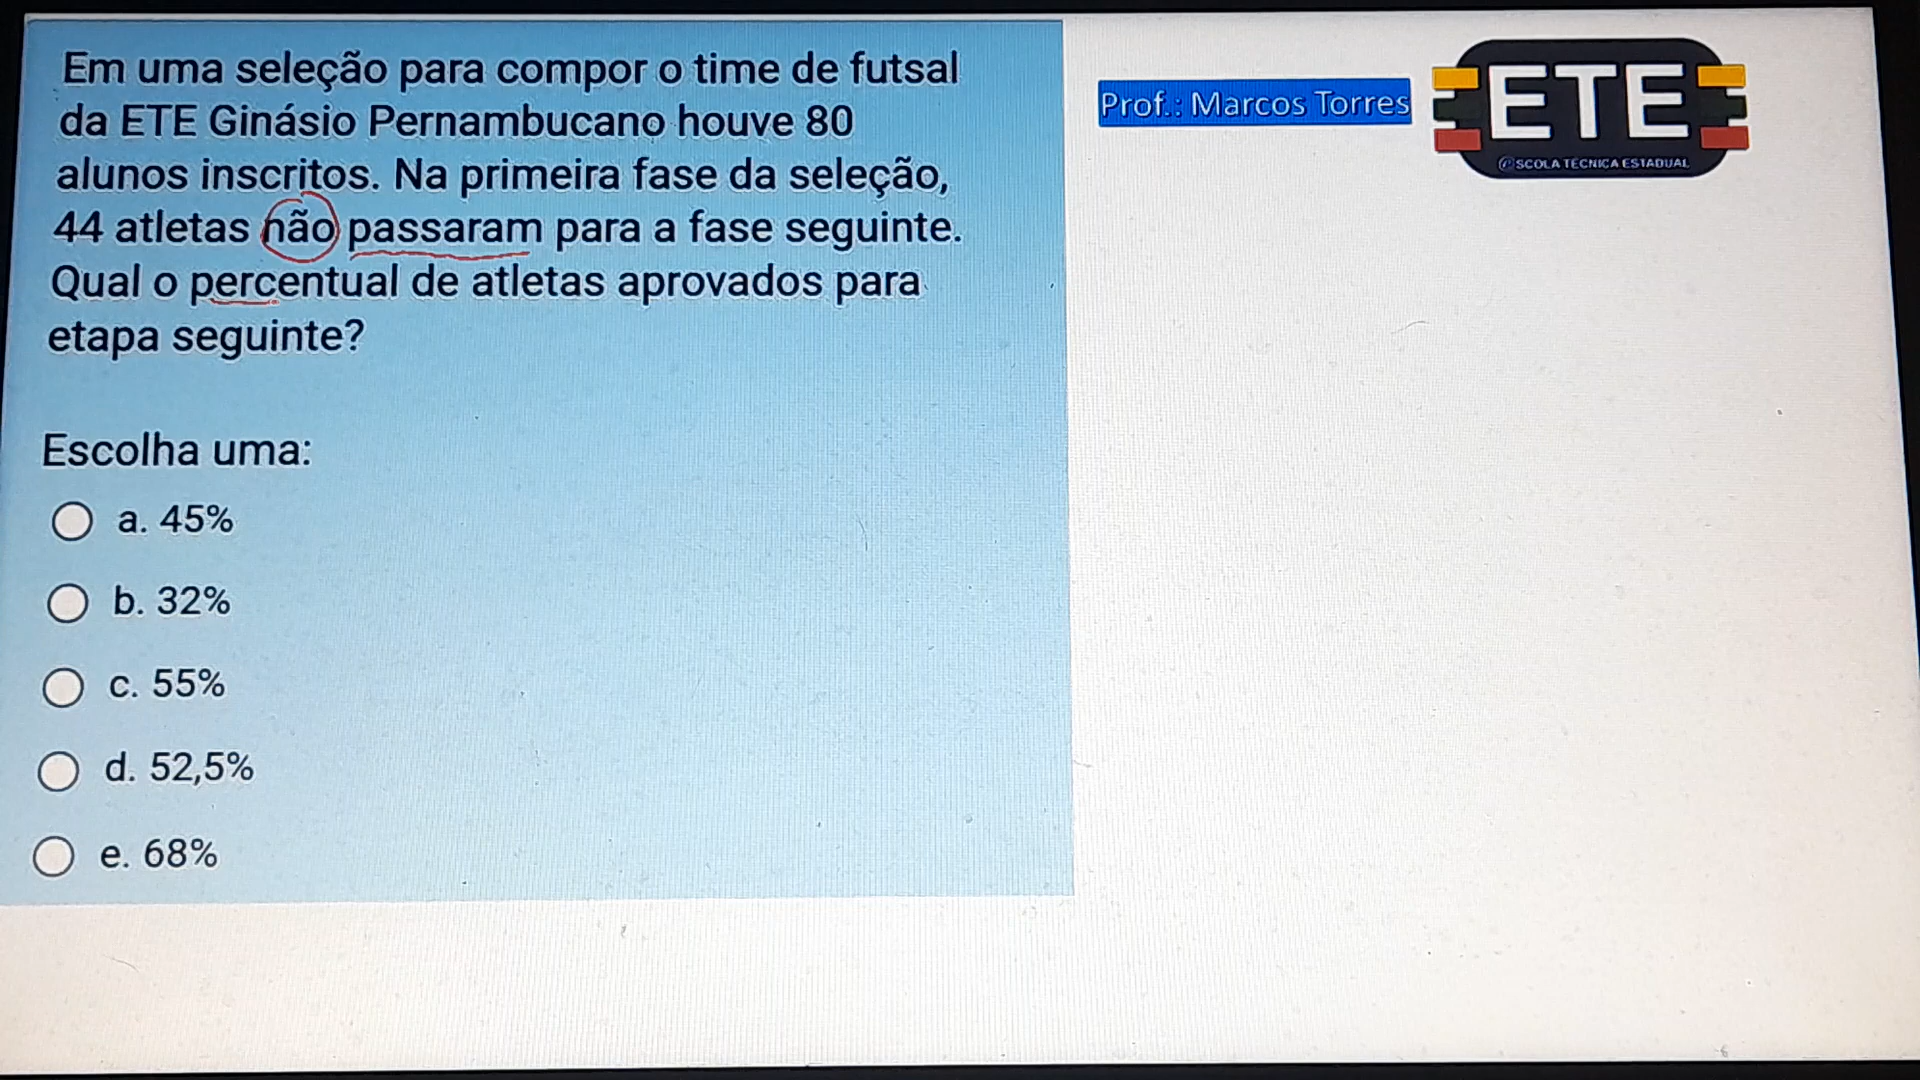 Em uma seleção para compor o time de futsal
da ETE Ginásio Pernambucano houve 80
alunos inscritos. Na primeira fase da seleção,
44 atletas não passaram para a fase seguinte.
Qual o percentual de atletas aprovados para
etapa seguinte?
Escolha uma:
a. 45%
b. 32%
c. 55%
d. 52,5%
e. 68%
Prof.: Marcos Torres
ETE
ESCOLA TÉCNICA ESTADUAL